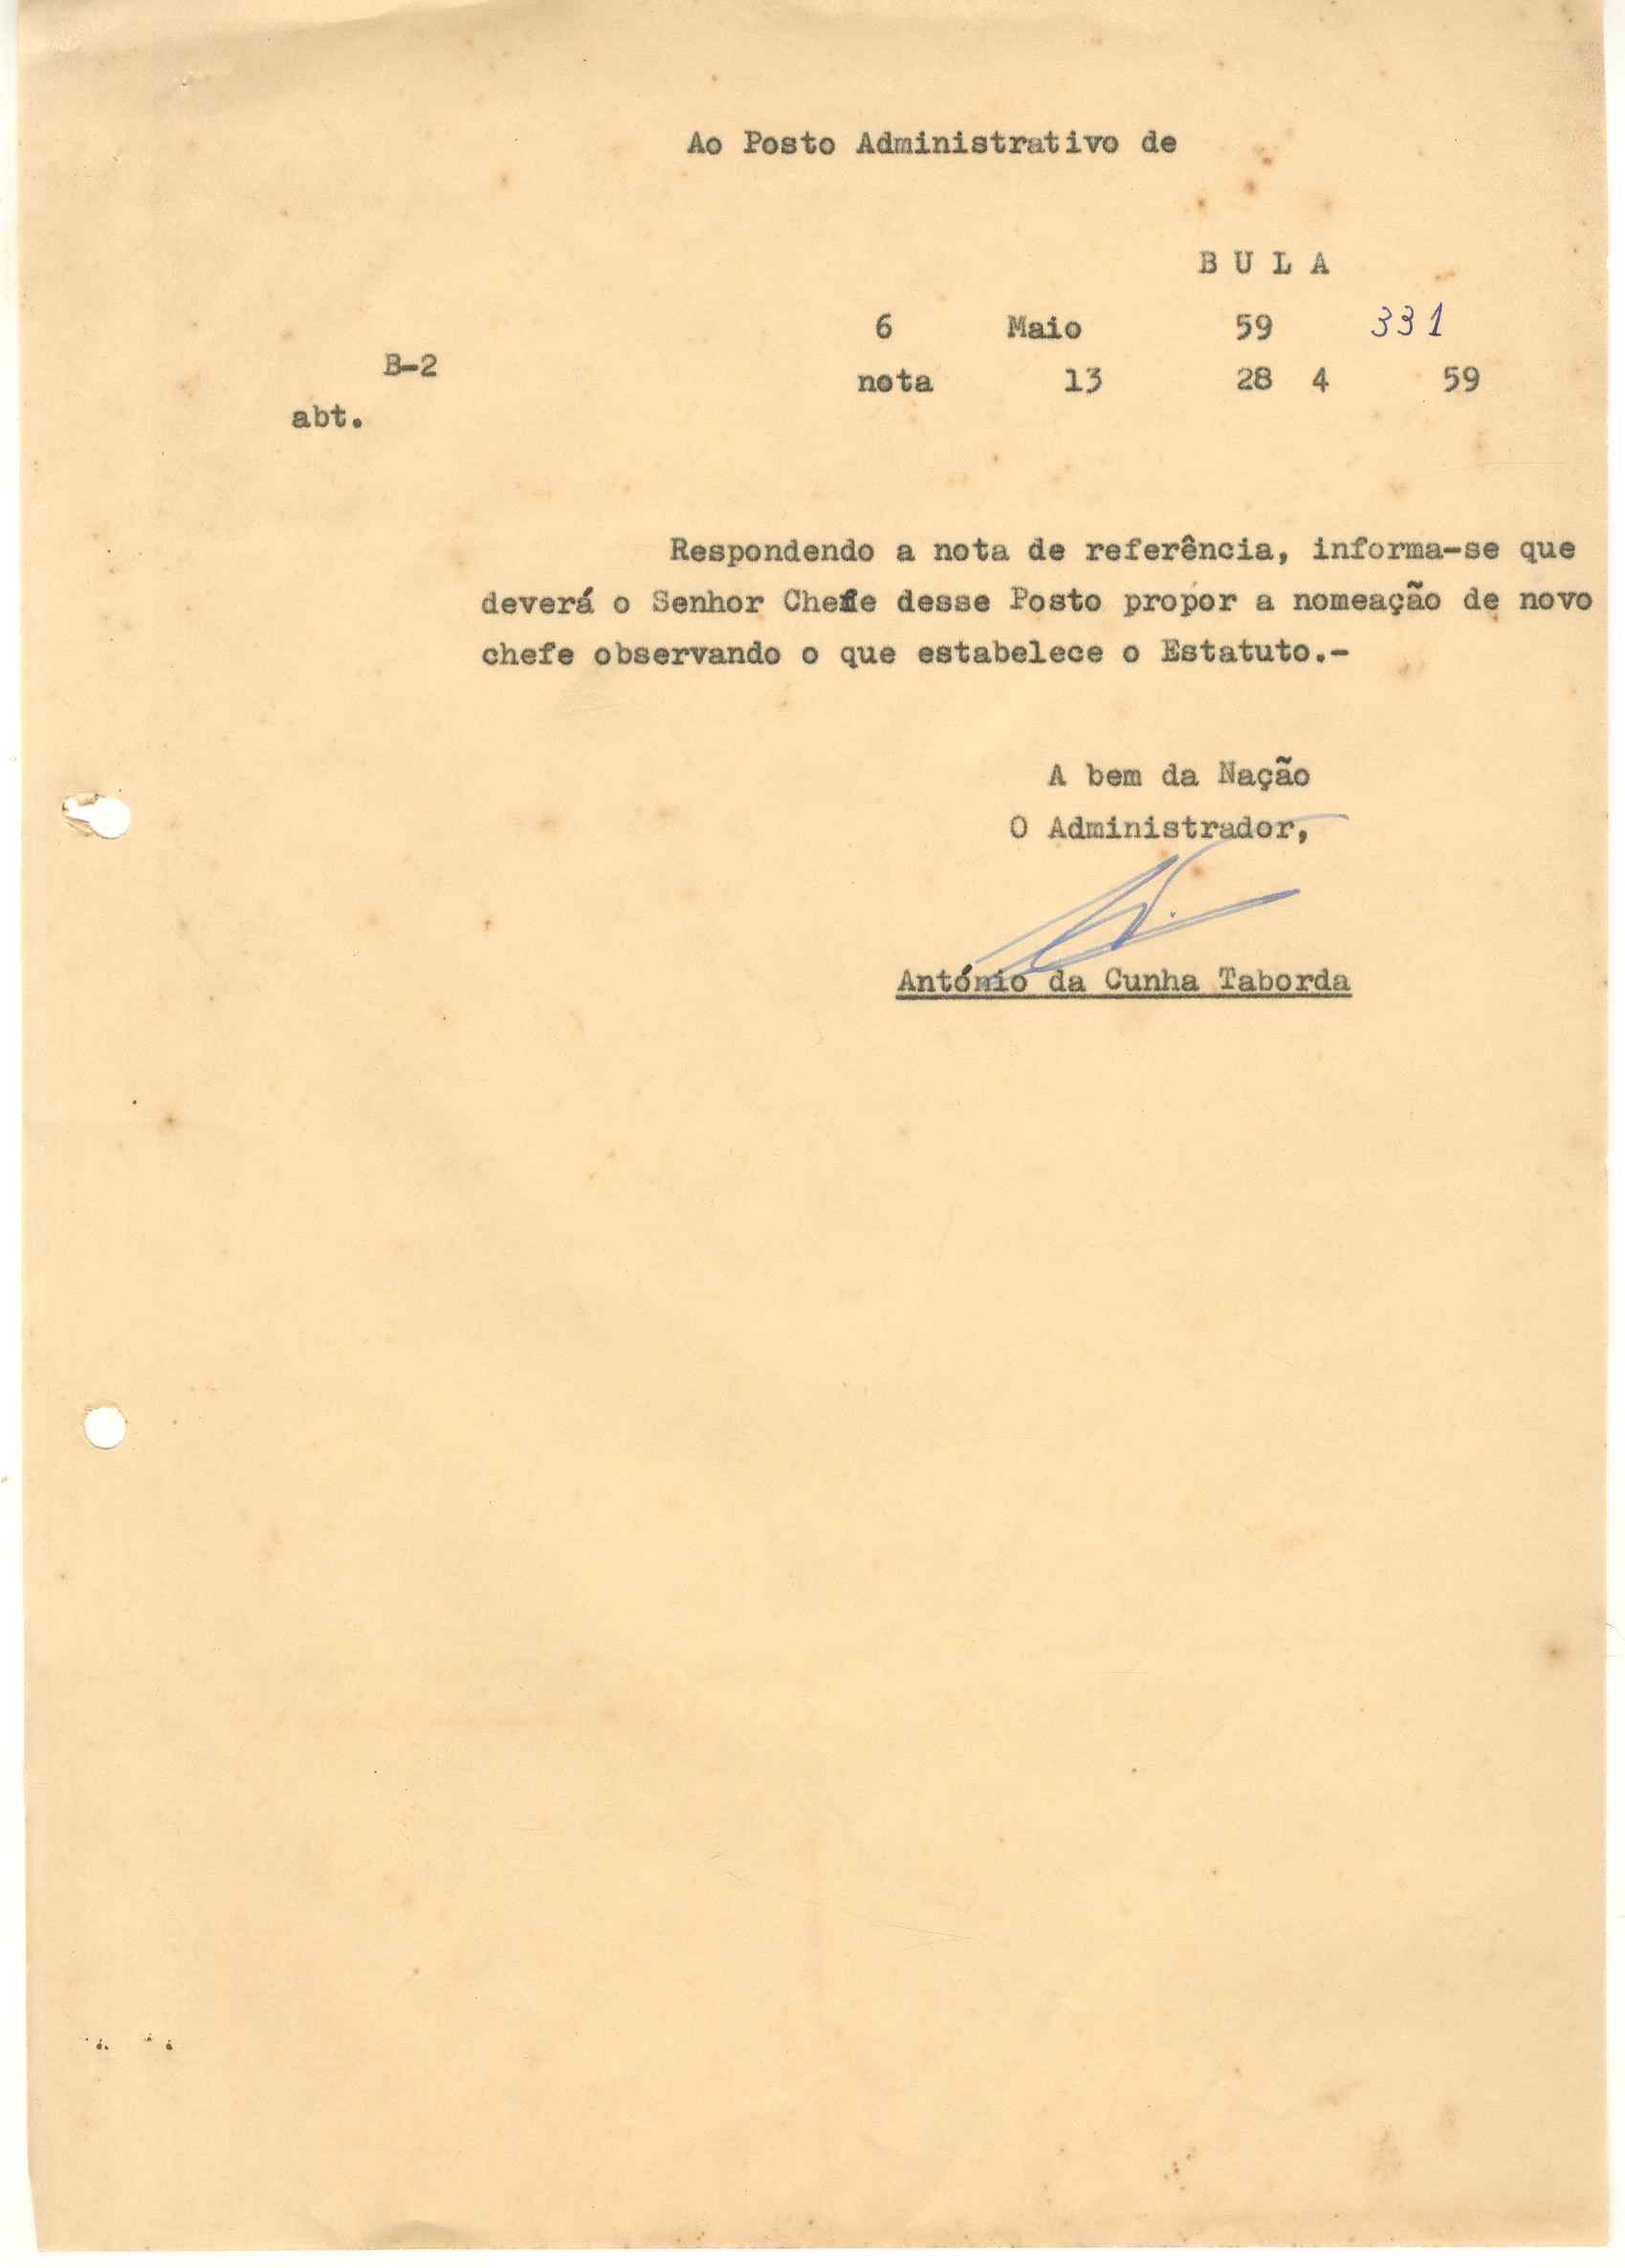 Ao Posto Administrativo de
B U L A
6 Maio 59 331
B-2
nota 13 28 4 59
abt.
Respondendo a nota de referência, informa-se que
deverá o Senhor Chefe desse Posto propor a nomeação de novo
chefe observando o que estabelece o Estatuto.-
A bem da Nação
O Administrador,
António da Cunha Taborda